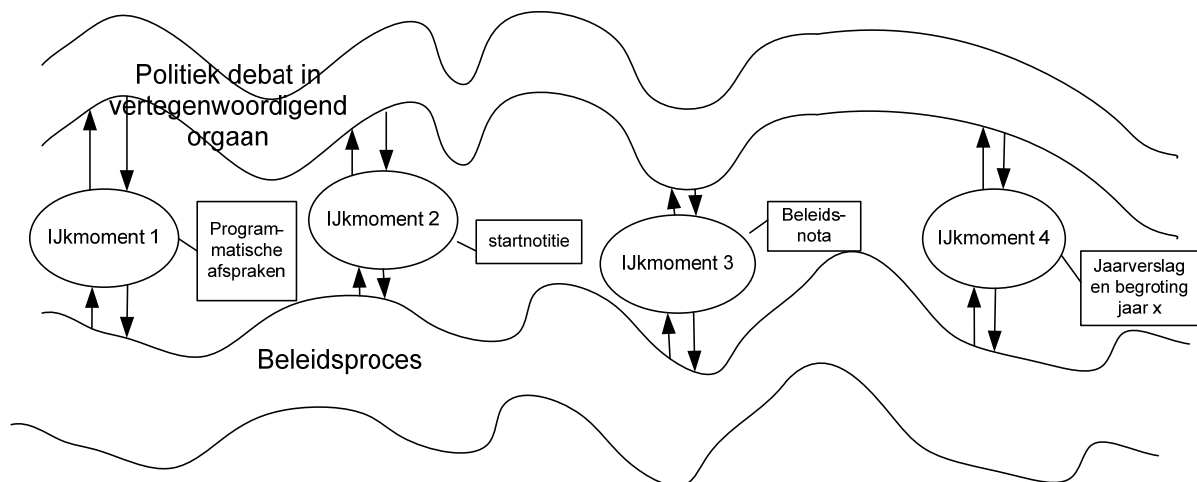 Politiek debat in
vertegenwoordigend
orgaan
IJkmoment 1
Program-
matische
afspraken
IJkmoment 2
startnotitie
IJkmoment 3
Beleids-
nota
IJkmoment 4
Jaarverslag
en begroting
jaar x
Beleidsproces